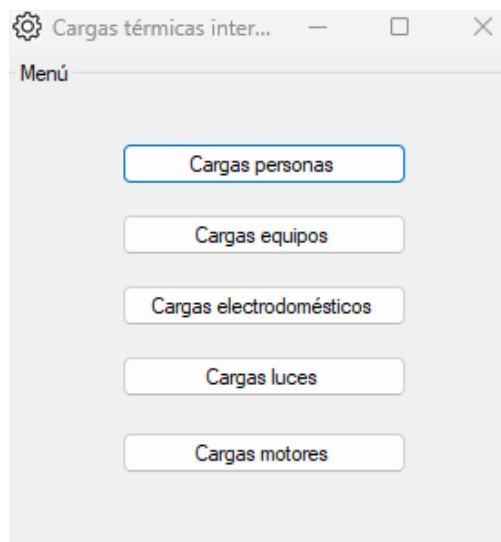 Cargas térmicas inter...
Menú
Cargas personas
Cargas equipos
Cargas electrodomésticos
Cargas luces
Cargas motores